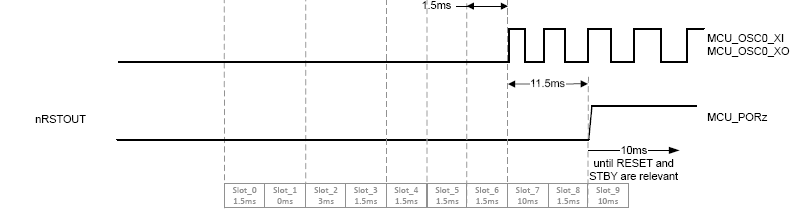 1.5ms
MCU_OSC0_XI
MCU_OSC0_XO
11.5ms
nRSTOUT
MCU_PORz
10ms
until RESET and
STBY are relevant
Slot_0 Slot_1 Slot_2 Slot_3 Slot_4 Slot_5 Slot_6 Slot_7 Slot_8 Slot_9
1.5ms 0ms 3ms 1.5ms 1.5ms 1.5ms 1.5ms 10ms 1.5ms 10ms